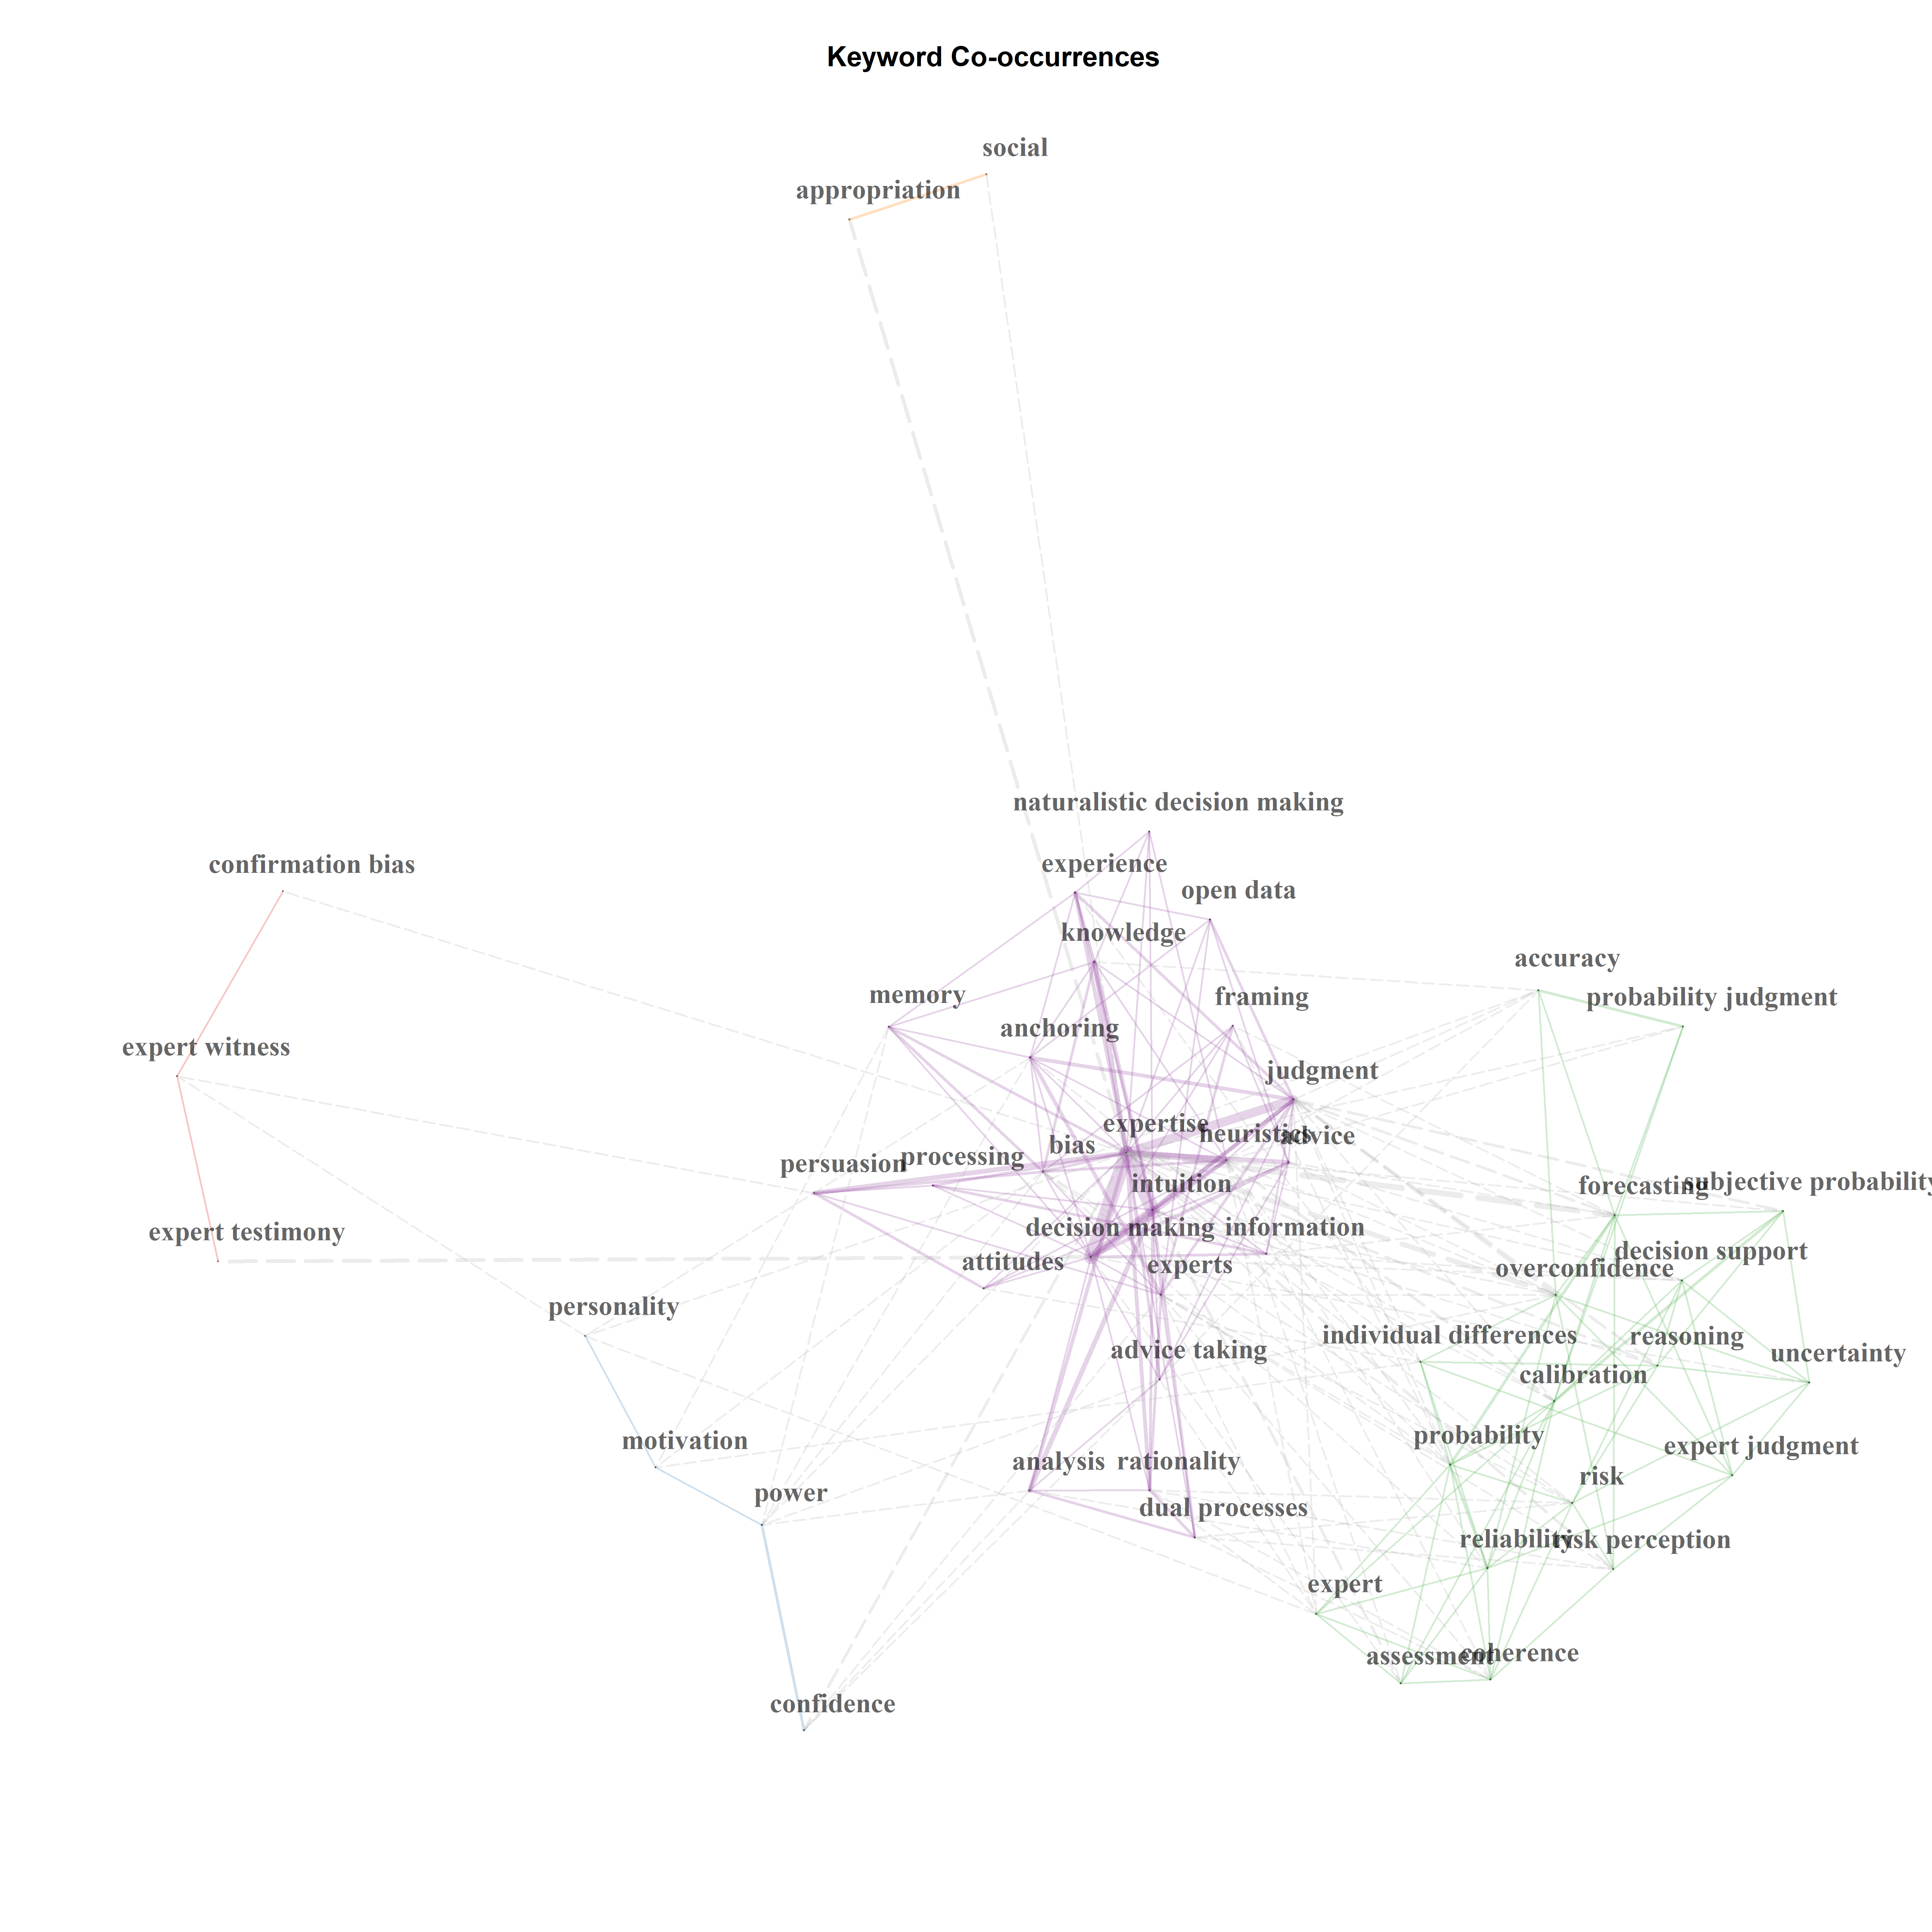 Keyword Co-occurrences
social
appropriation
naturalistic decision making
confirmation bias
experience
open data
knowledge
accuracy
memory
framing
probability judgment
anchoring
expert witness
judgment
expertise
heuristics
advice
bias
processing
persuasion
intuition
forecasting
subjective probability
expert testimony
decision making
information
attitudes
experts
decision support
overconfidence
personality
individual differences
reasoning
advice taking
uncertainty
calibration
motivation
probability
expert judgment
analysis
rationality
risk
power
dual processes
reliability
risk perception
expert
assessment
coherence
confidence